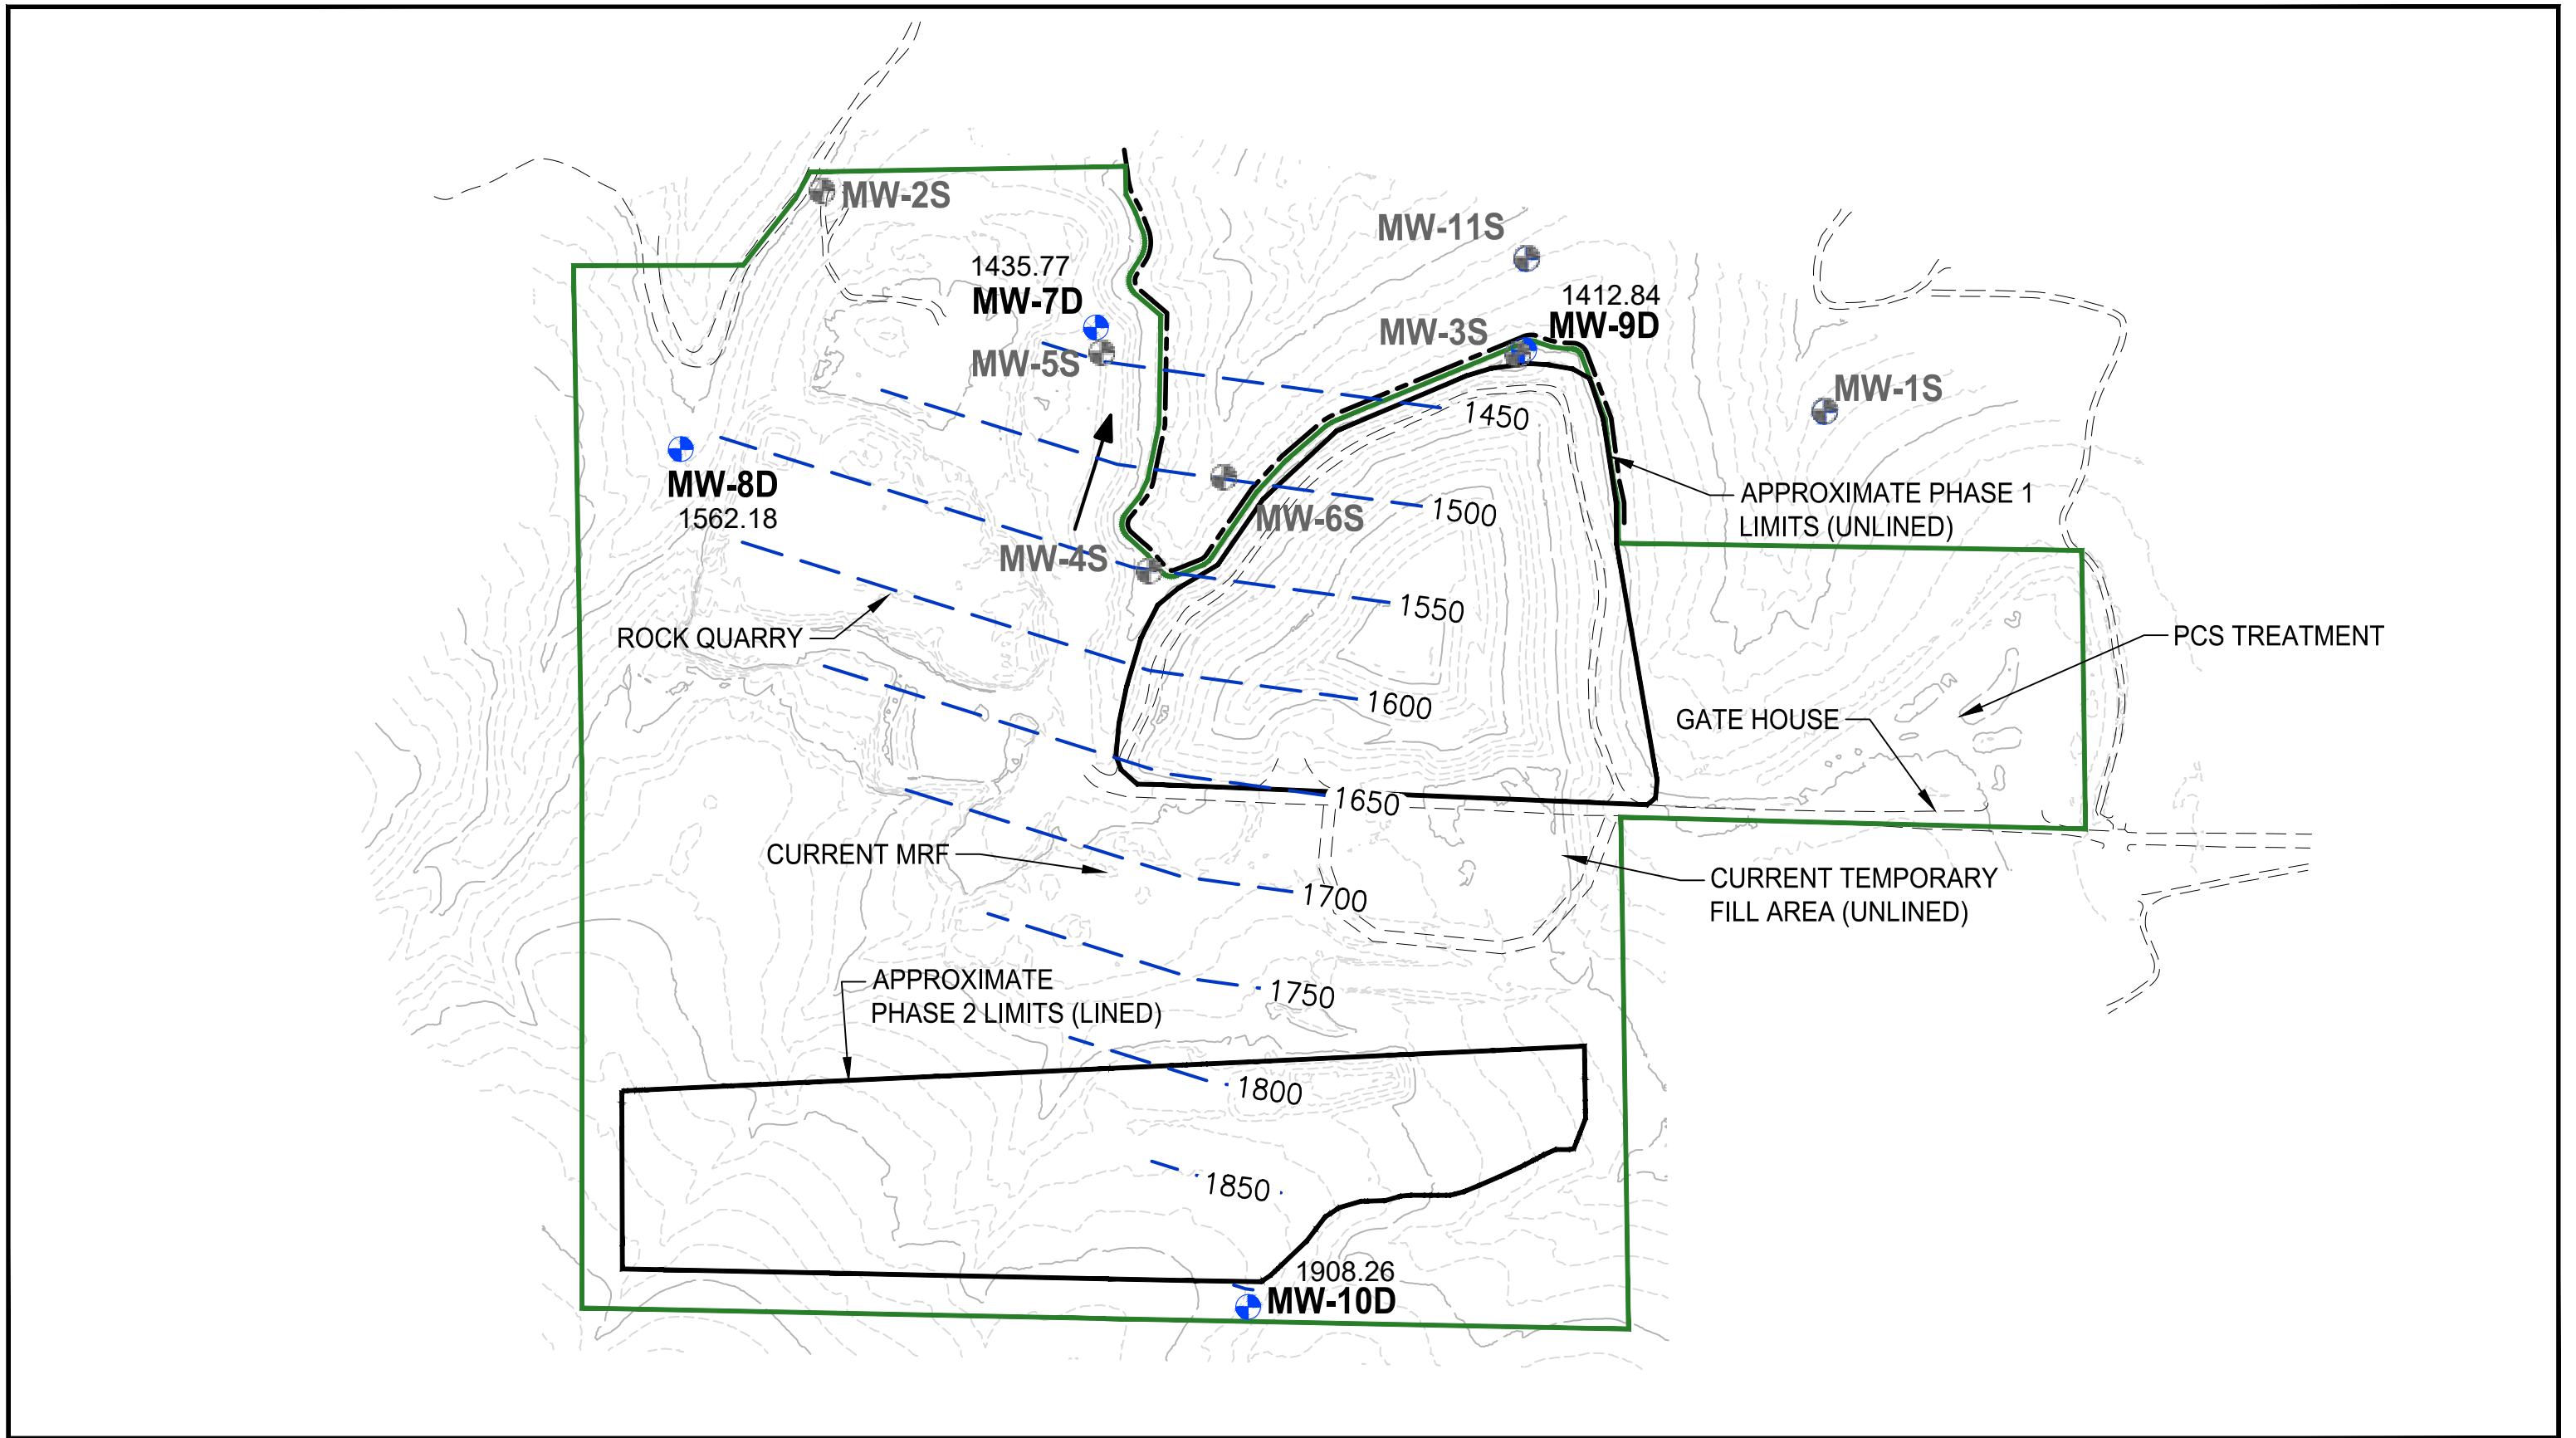 MW-2S
MW-11S
1435.77
MW-7D
1412.84
MW-9D
MW-3S
MW-5S
MW-1S
1450
MW-8D
1562.18
APPROXIMATE PHASE 1
LIMITS (UNLINED)
1500
MW-6S
MW-4S
1550
ROCK QUARRY
PCS TREATMENT
1600
GATE HOUSE
1650
CURRENT MRF
CURRENT TEMPORARY
FILL AREA (UNLINED)
1700
APPROXIMATE
PHASE 2 LIMITS (LINED)
1750
1800
1850
1908.26
MW-10D